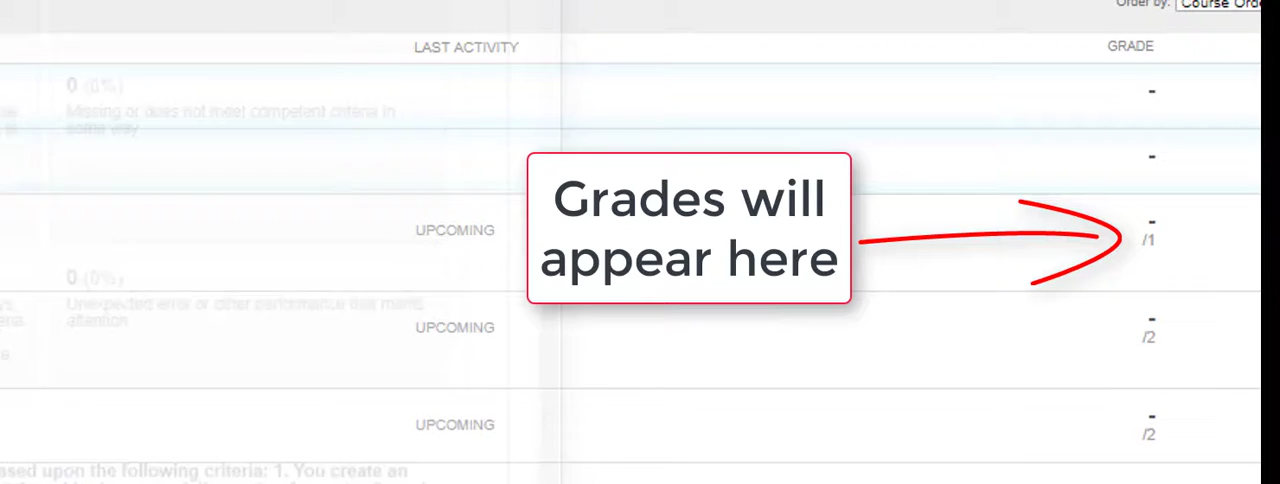 Order by: Course Orde
LAST ACTIVITY
GRADE
0 (0%)
-
Missing or does not meet competent criteria in
some way
-
Grades will
appear here
UPCOMING
-
/1
0 (0%)
Unexpected error or other performance that merits
attention
UPCOMING
-
/2
UPCOMING
-
/2
ased upon the following criteria: 1. You create an